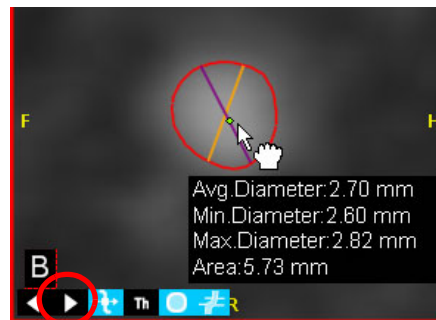 F
H
Avg.Diameter:2.70 mm
Min.Diameter:2.60 mm
Max.Diameter:2.82 mm
Area:5.73 mm
B
Th
R